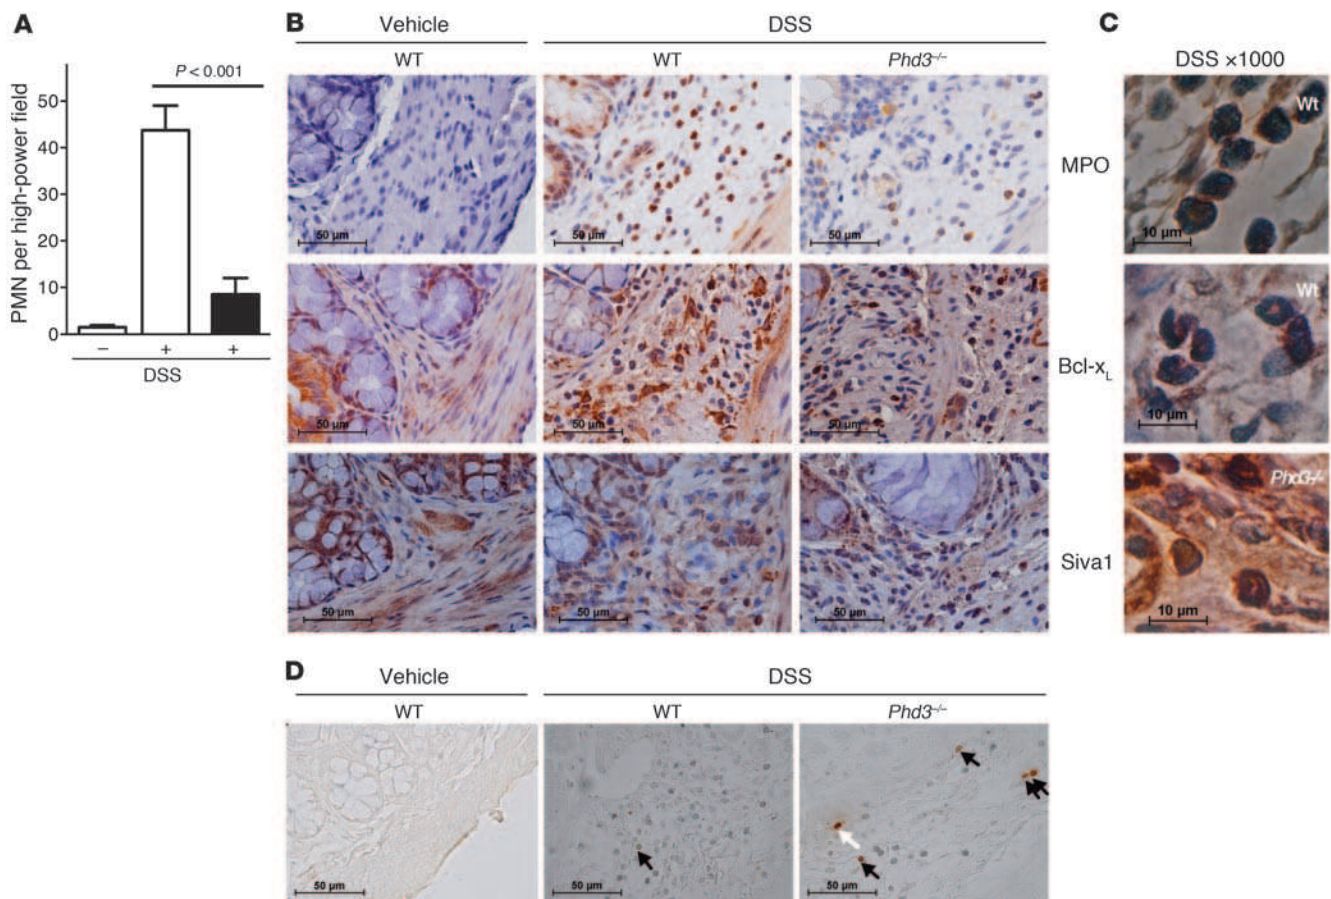 A
P < 0.001
PMN per high-power field
50
40
30
20
10
0
– + +
DSS
B
Vehicle DSS
WT WT Phd3–/–
50 µm 50 µm 50 µm
MPO
50 µm 50 µm 50 µm
Bcl-xL
50 µm 50 µm 50 µm
Siva1
C
DSS ×1000
Wt
10 µm
Wt
10 µm
Phd3-/-
10 µm
D
Vehicle DSS
WT WT Phd3–/–
50 µm 50 µm 50 µm